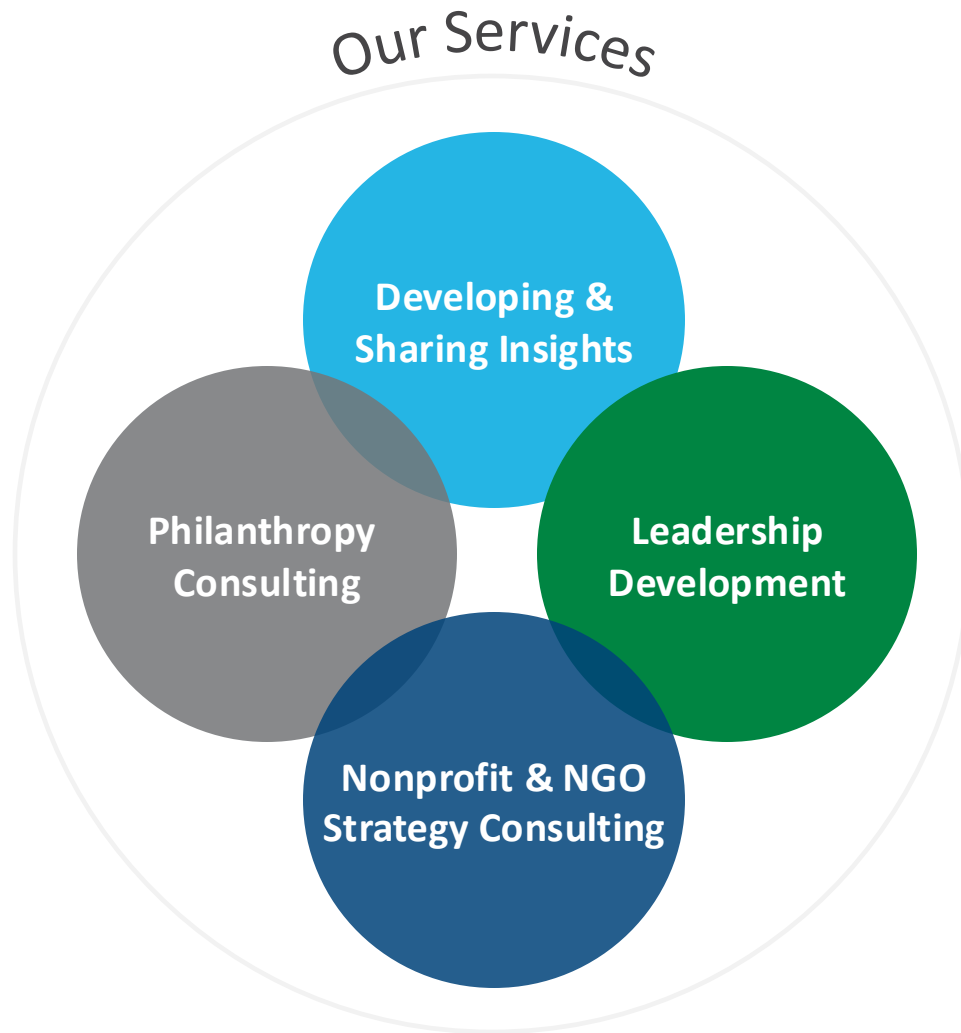 Our Services
Developing &
Sharing Insights
Philanthropy
Consulting
Leadership
Development
Nonprofit & NGO
Strategy Consulting